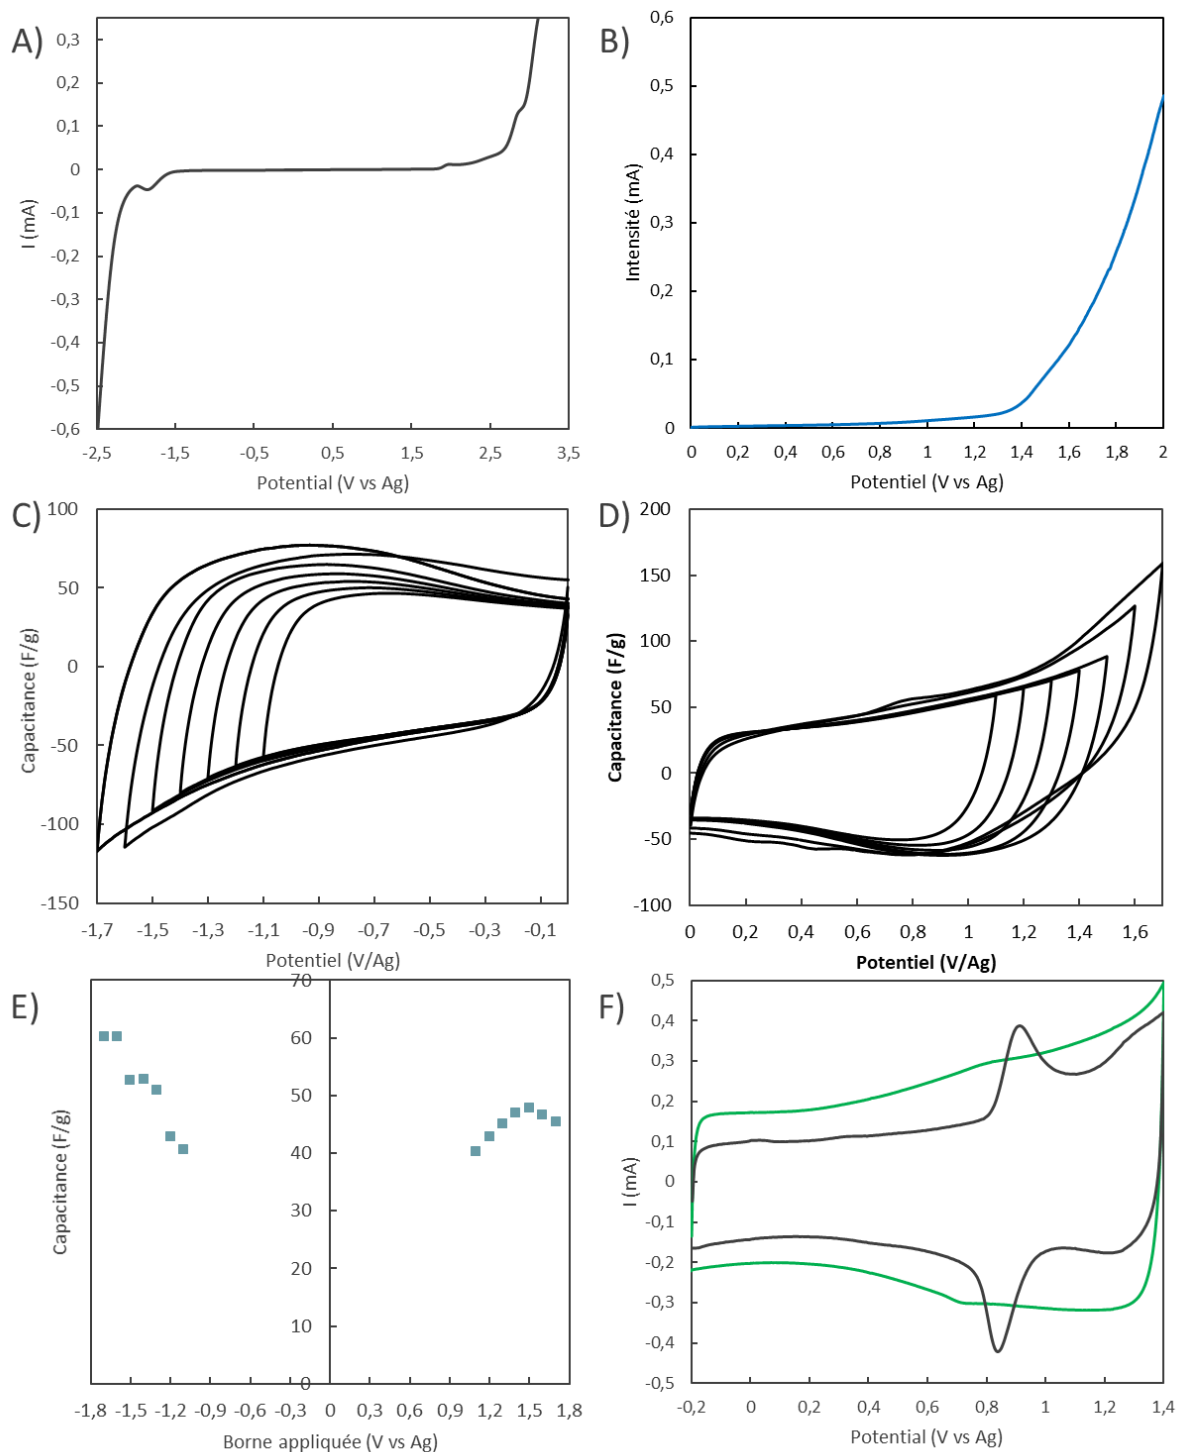 A)
0,3
0,2
0,1
0
-0,1
-0,2
-0,3
-0,4
-0,5
-0,6
I (mA)
-2,5 -1,5 -0,5 0,5 1,5 2,5 3,5
Potential (V vs Ag)
B)
0,6
0,5
0,4
0,3
0,2
0,1
0
Intensité (mA)
0 0,2 0,4 0,6 0,8 1 1,2 1,4 1,6 1,8 2
Potentiel (V vs Ag)
C)
100
50
0
-50
-100
-150
Capacitance (F/g)
-1,7 -1,5 -1,3 -1,1 -0,9 -0,7 -0,5 -0,3 -0,1
Potentiel (V/Ag)
D)
200
150
100
50
0
-50
-100
Capacitance (F/g)
0 0,2 0,4 0,6 0,8 1 1,2 1,4 1,6
Potentiel (V/Ag)
E)
70
60
50
40
30
20
10
0
Capacitance (F/g)
-1,8 -1,5 -1,2 -0,9 -0,6 -0,3 0 0,3 0,6 0,9 1,2 1,5 1,8
Borne appliquée (V vs Ag)
F)
0,5
0,4
0,3
0,2
0,1
0
-0,1
-0,2
-0,3
-0,4
-0,5
I (mA)
-0,2 0 0,2 0,4 0,6 0,8 1 1,2 1,4
Potential (V vs Ag)